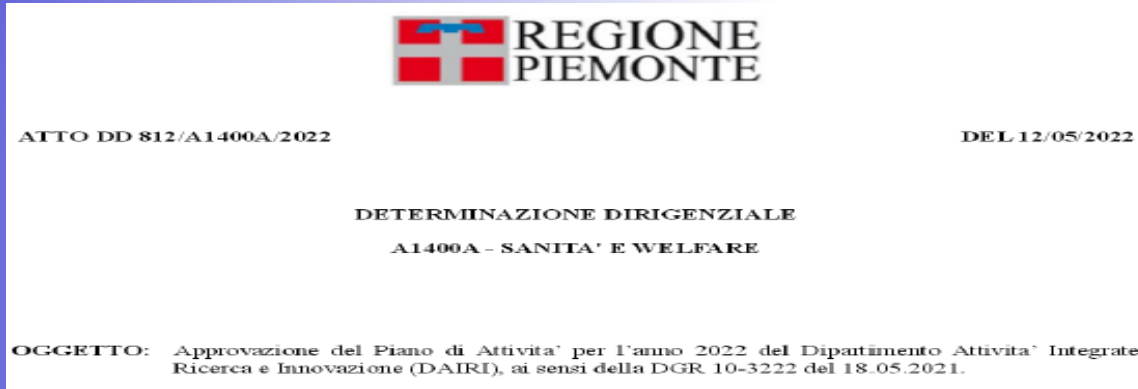 REGIONE
PIEMONTE
ATTO DD 812/A1400A/2022 DEL 12/05/2022
DETERMINAZIONE DIRIGENZIALE
A1400A - SANITA' E WELFARE
OGGETTO: Approvazione del Piano di Attivita' per l'anno 2022 del Dipartimento Attivita' Integrate
Ricerca e Innovazione (DAIRI), ai sensi della DGR 10-3222 del 18.05.2021.